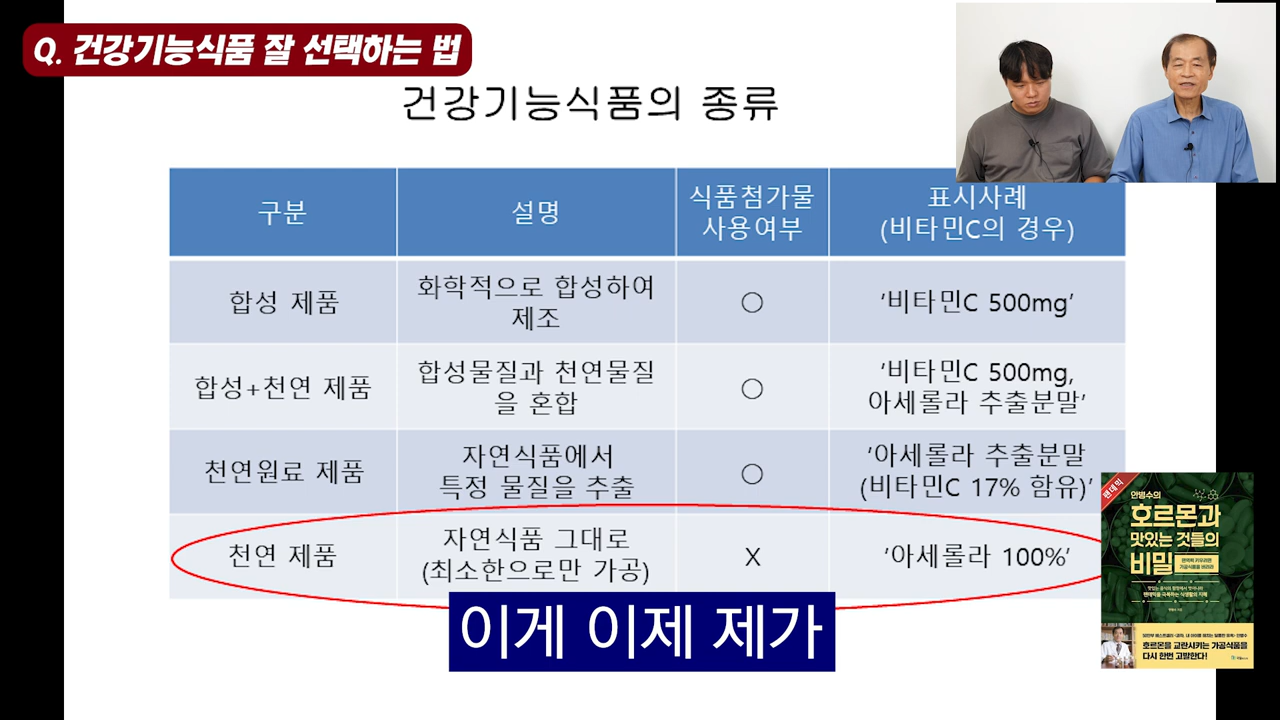 Q. 건강기능식품 잘 선택하는 법
건강기능식품의 종류
구분
설명
식품첨가물
사용여부
표시사례
(비타민C의 경우)
합성 제품
화학적으로 합성하여
제조
○
'비타민C 500mg'
합성+천연 제품
합성물질과 천연물질
을 혼합
○
'비타민C 500mg,
아세롤라 추출분말'
천연원료 제품
자연식품에서
특정 물질을 추출
○
'아세롤라 추출분말
(비타민C 17% 함유)'
천연 제품
자연식품 그대로
(최소한으로만 가공)
X
'아세롤라 100%'
이게 이제 제가
팬데믹
안병수의
호르몬과
맛있는 것들의
비밀
호르몬을 교란시키는 가공식품을
다시 한번 고발한다!